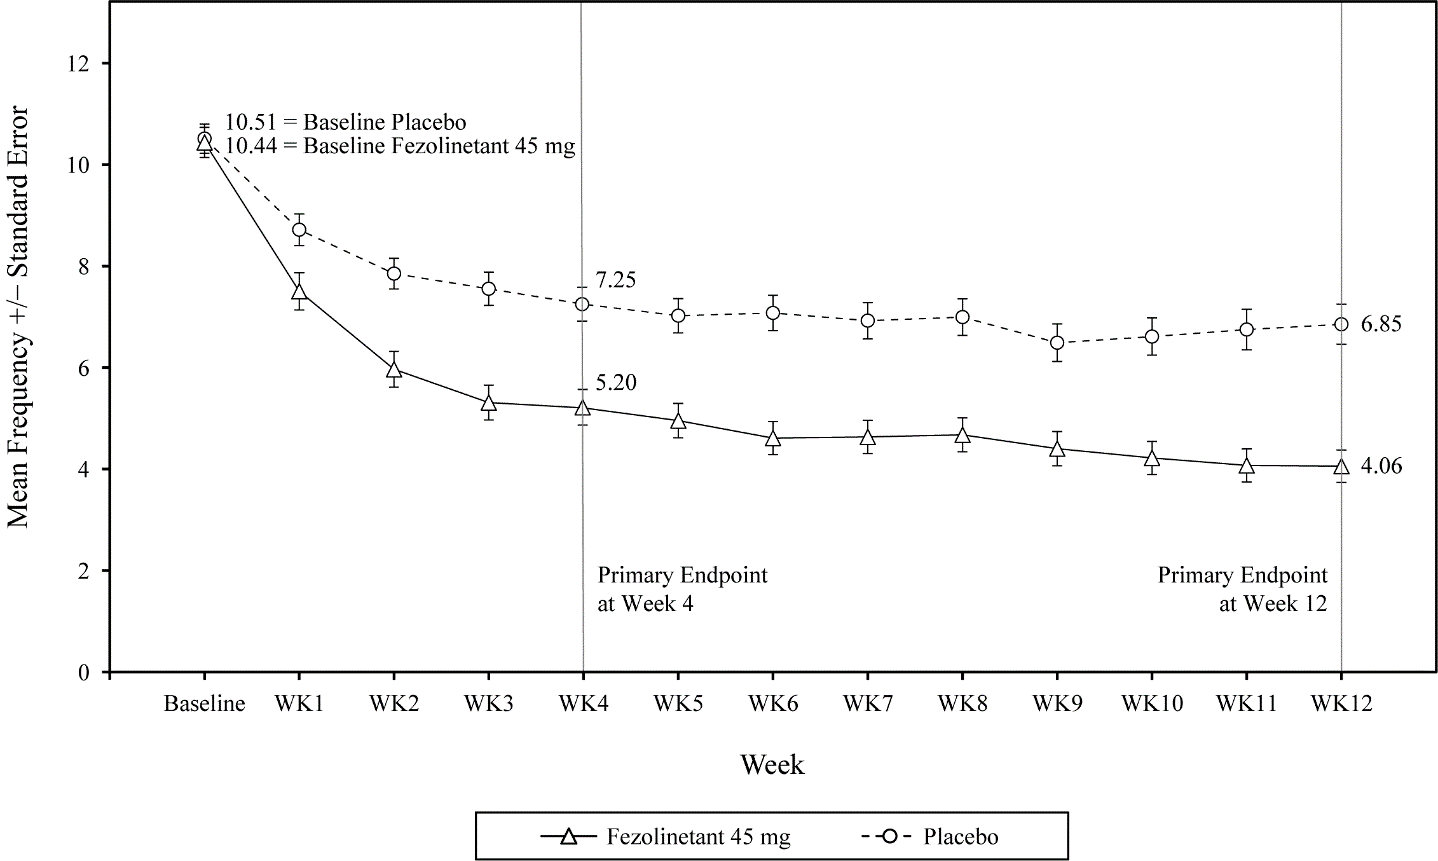 Mean Frequency +/− Standard Error
12
10
8
6
4
2
0
10.51 = Baseline Placebo
10.44 = Baseline Fezolinetant 45 mg
7.25
5.20
6.85
4.06
Primary Endpoint
at Week 4
Primary Endpoint
at Week 12
Baseline WK1 WK2 WK3 WK4 WK5 WK6 WK7 WK8 WK9 WK10 WK11 WK12
Week
Fezolinetant 45 mg Placebo